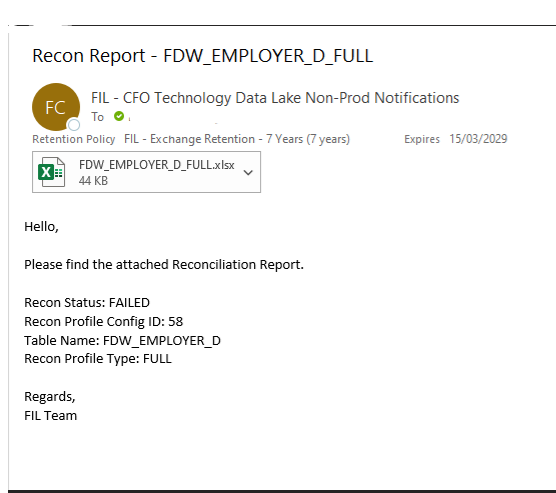 Recon Report - FDW_EMPLOYER_D_FULL
FC
FIL - CFO Technology Data Lake Non-Prod Notifications
To
Retention Policy FIL - Exchange Retention - 7 Years (7 years) Expires 15/03/2029
FDW_EMPLOYER_D_FULL.xlsx
44 KB
Hello,
Please find the attached Reconciliation Report.
Recon Status: FAILED
Recon Profile Config ID: 58
Table Name: FDW_EMPLOYER_D
Recon Profile Type: FULL
Regards,
FIL Team